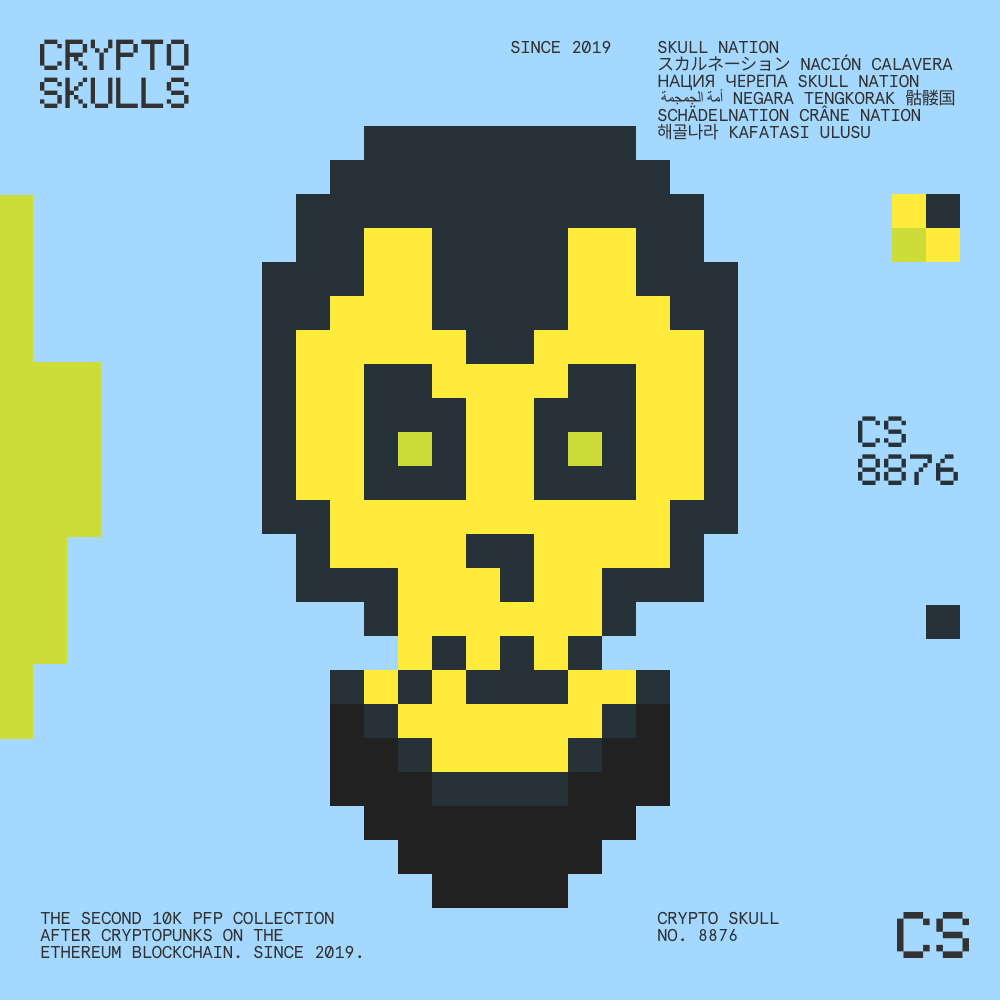 CRYPTO
SKULLS
SINCE 2019
SKULL NATION
スカルネーション NACIÓN CALAVERA
НАЦИЯ ЧЕРЕПА SKULL NATION
أمة الجمجمة NEGARA TENGKORAK 骷髅国
SCHÄDELNATION CRÂNE NATION
해골나라 KAFATASI ULUSU
CS
8876
THE SECOND 10K PFP COLLECTION
AFTER CRYPTOPUNKS ON THE
ETHEREUM BLOCKCHAIN. SINCE 2019.
CRYPTO SKULL
NO. 8876
CS